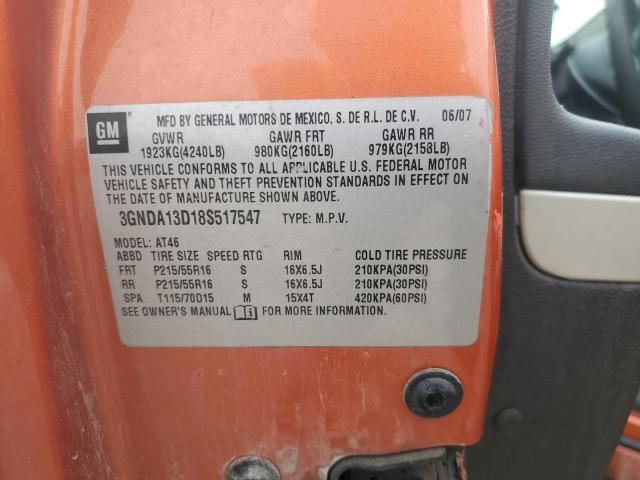 GM
MFD BY GENERAL MOTORS DE MEXICO, S. DE R.L. DE C.V. 06/07
GVWR GAWR FRT GAWR RR
1923KG(4240LB) 980KG(2160LB) 979KG(2158LB)
THIS VEHICLE CONFORMS TO ALL APPLICABLE U.S. FEDERAL MOTOR
VEHICLE SAFETY AND THEFT PREVENTION STANDARDS IN EFFECT ON
THE DATE OF MANUFACTURE SHOWN ABOVE.
3GNDA13D18S517547 TYPE: M.P.V.
MODEL: AT46
ABBD TIRE SIZE SPEED RTG RIM COLD TIRE PRESSURE
FRT P215/55R16 S 16X6.5J 210KPA(30PSI)
RR P215/55R16 S 16X6.5J 210KPA(30PSI)
SPA T115/70D15 M 15X4T 420KPA(60PSI)
SEE OWNER'S MANUAL FOR MORE INFORMATION.